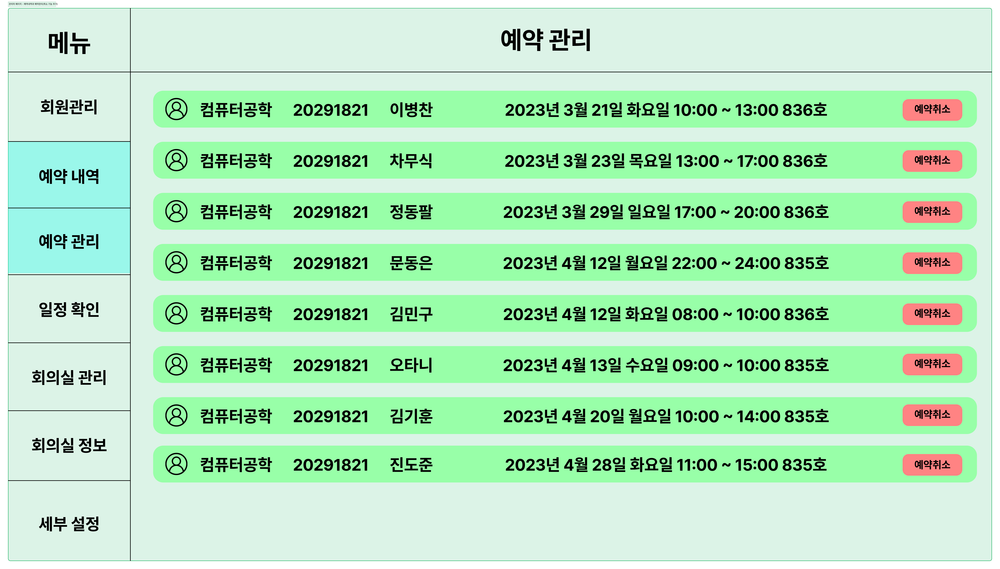 관리자 페이지 - 예약내역과 예약관리(취소 기능 추가)
메뉴
예약 관리
회원관리
예약 내역
예약 관리
일정 확인
회의실 관리
회의실 정보
세부 설정
컴퓨터공학 20291821 이병찬 2023년 3월 21일 화요일 10:00 ~ 13:00 836호 예약취소
컴퓨터공학 20291821 차무식 2023년 3월 23일 목요일 13:00 ~ 17:00 836호 예약취소
컴퓨터공학 20291821 정동팔 2023년 3월 29일 일요일 17:00 ~ 20:00 836호 예약취소
컴퓨터공학 20291821 문동은 2023년 4월 12일 월요일 22:00 ~ 24:00 835호 예약취소
컴퓨터공학 20291821 김민구 2023년 4월 12일 화요일 08:00 ~ 10:00 836호 예약취소
컴퓨터공학 20291821 오타니 2023년 4월 13일 수요일 09:00 ~ 10:00 835호 예약취소
컴퓨터공학 20291821 김기훈 2023년 4월 20일 월요일 10:00 ~ 14:00 835호 예약취소
컴퓨터공학 20291821 진도준 2023년 4월 28일 화요일 11:00 ~ 15:00 835호 예약취소